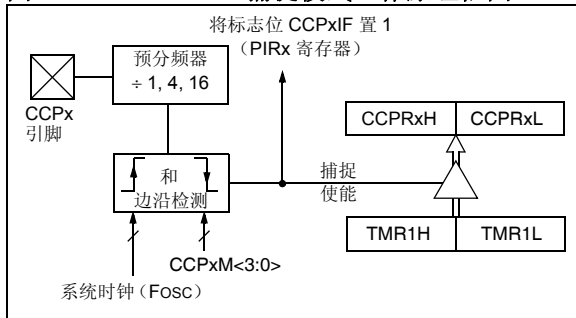 将标志位 CCPxIF 置 1
（PIRx 寄存器）
预分频器
÷ 1, 4, 16
CCPx
引脚
CCPRxH
CCPRxL
和
边沿检测
捕捉
使能
TMR1H
TMR1L
CCPxM<3:0>
系统时钟（FOSC）